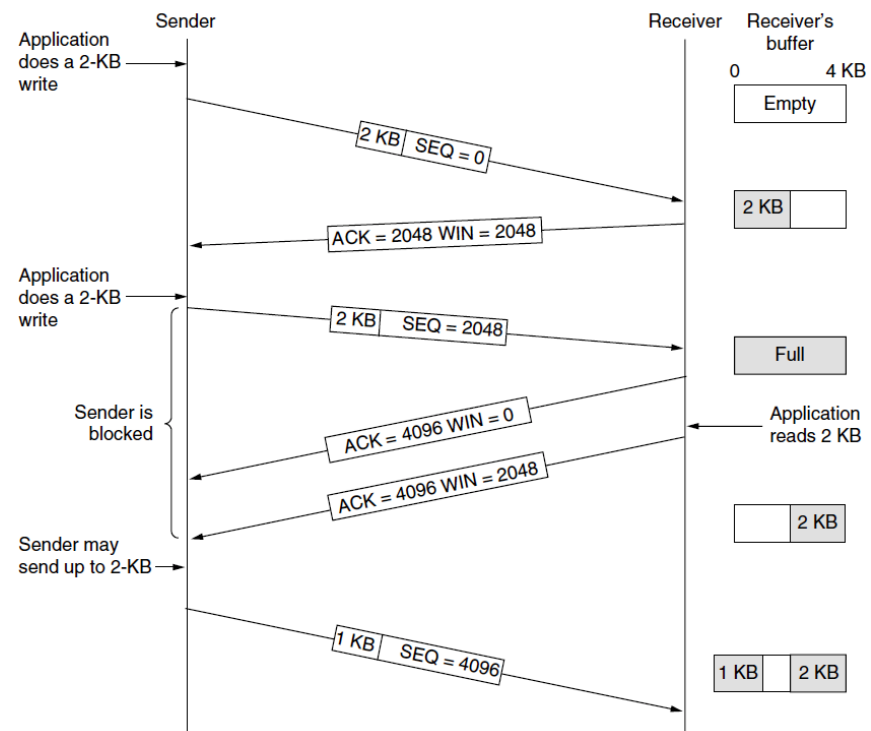 Sender
Receiver
Receiver's
buffer
Application
does a 2-KB
write
0
4 KB
Empty
2 KB
SEQ = 0
2 KB
ACK = 2048 WIN = 2048
Application
does a 2-KB
write
2 KB
SEQ = 2048
Full
Sender is
blocked
ACK = 4096 WIN = 0
Application
reads 2 KB
ACK = 4096 WIN = 2048
2 KB
Sender may
send up to 2-KB
1 KB
SEQ = 4096
1 KB
2 KB